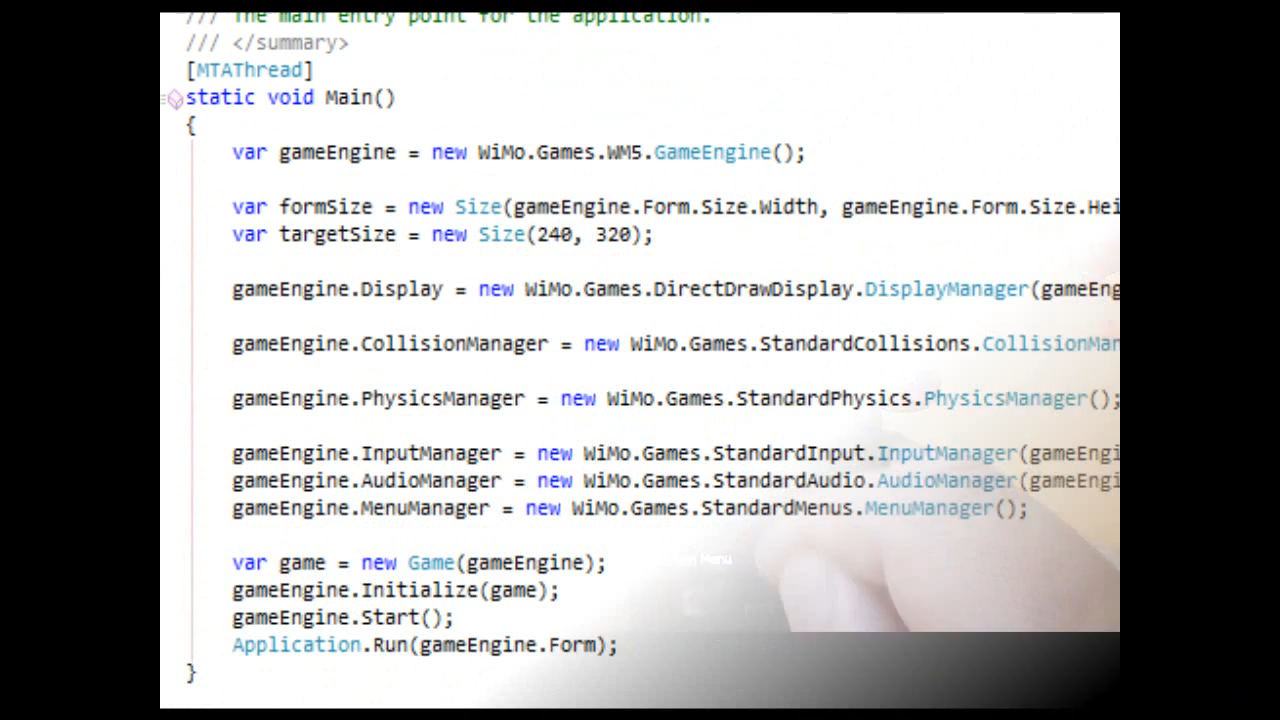 /// The main entry point for the application.
/// </summary>
[MTAThread]
static void Main()
{
var gameEngine = new WiMo.Games.WM5.GameEngine();
var formSize = new Size(gameEngine.Form.Size.Width, gameEngine.Form.Size.Hei
var targetSize = new Size(240, 320);
gameEngine.Display = new WiMo.Games.DirectDrawDisplay.DisplayManager(gameEng
gameEngine.CollisionManager = new WiMo.Games.StandardCollisions.CollisionMan
gameEngine.PhysicsManager = new WiMo.Games.StandardPhysics.PhysicsManager();
gameEngine.InputManager = new WiMo.Games.StandardInput.InputManager(gameEngi
gameEngine.AudioManager = new WiMo.Games.StandardAudio.AudioManager(gameEngi
gameEngine.MenuManager = new WiMo.Games.StandardMenus.MenuManager();
var game = new Game(gameEngine);
Menu
gameEngine.Initialize(game);
gameEngine.Start();
Application.Run(gameEngine.Form);
}